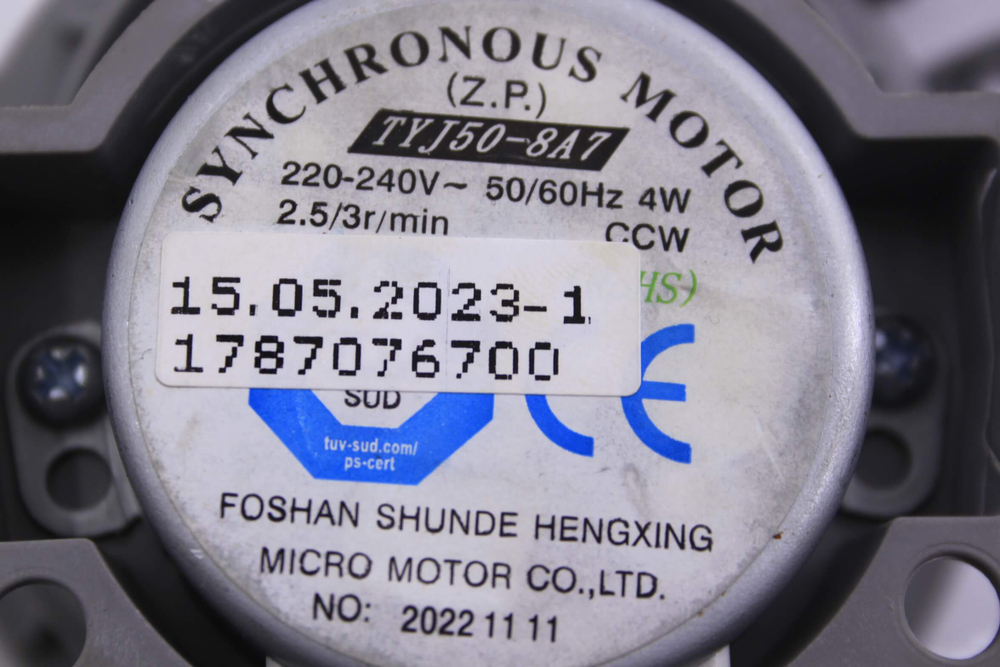 SYNCHRONOUS MOTOR
(Z.P.)
TYJ50-8A7
220-240V~ 50/60Hz 4W
2.5/3r/min CCW
HS)
15.05.2023-1
1787076700
CE
SUD
tuv-sud.com/
ps-cert
FOSHAN SHUNDE HENGXING
MICRO MOTOR CO.,LTD.
NO: 2022 11 11